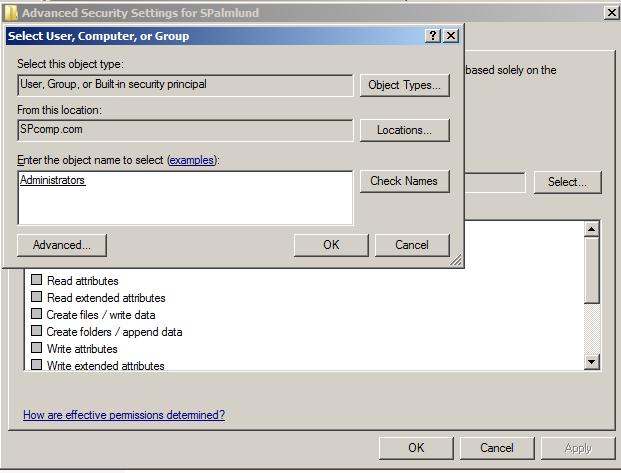 Advanced Security Settings for SPalmlund
Select User, Computer, or Group
Select this object type:
User, Group, or Built-in security principal
Object Types...
based solely on the
From this location:
SPcomp.com
Locations...
Enter the object name to select (examples):
Administrators
Check Names
Select...
Advanced...
OK
Cancel
Read attributes
Read extended attributes
Create files / write data
Create folders / append data
Write attributes
Write extended attributes
How are effective permissions determined?
OK
Cancel
Apply